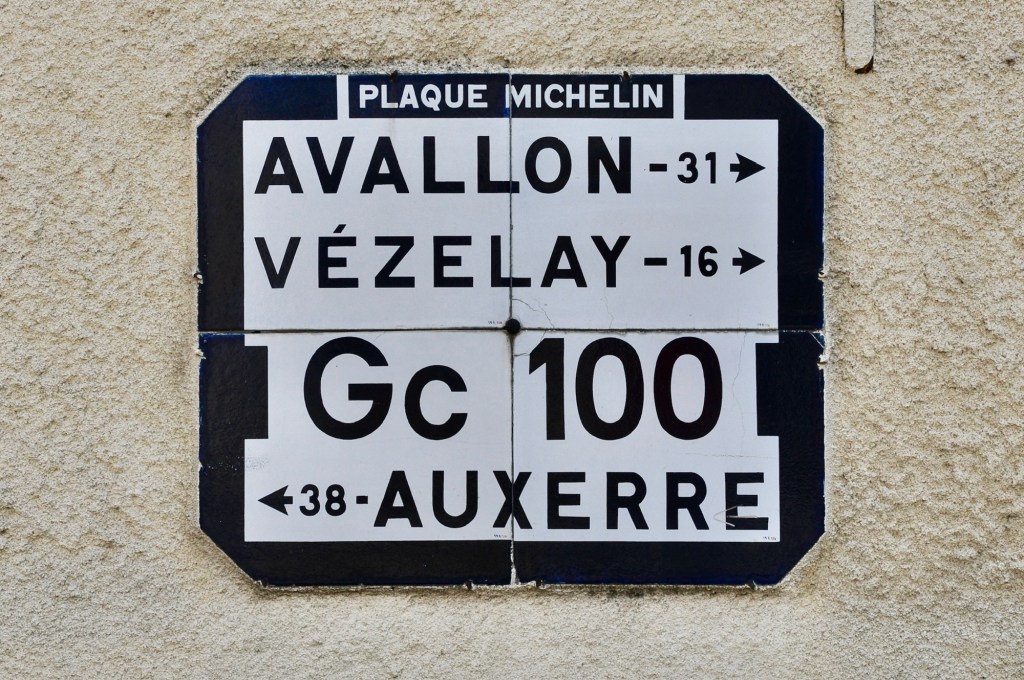 PLAQUE MICHELIN
AVALLON - 31 →
VÉZELAY - 16 →
Gc 100
← 38 - AUXERRE